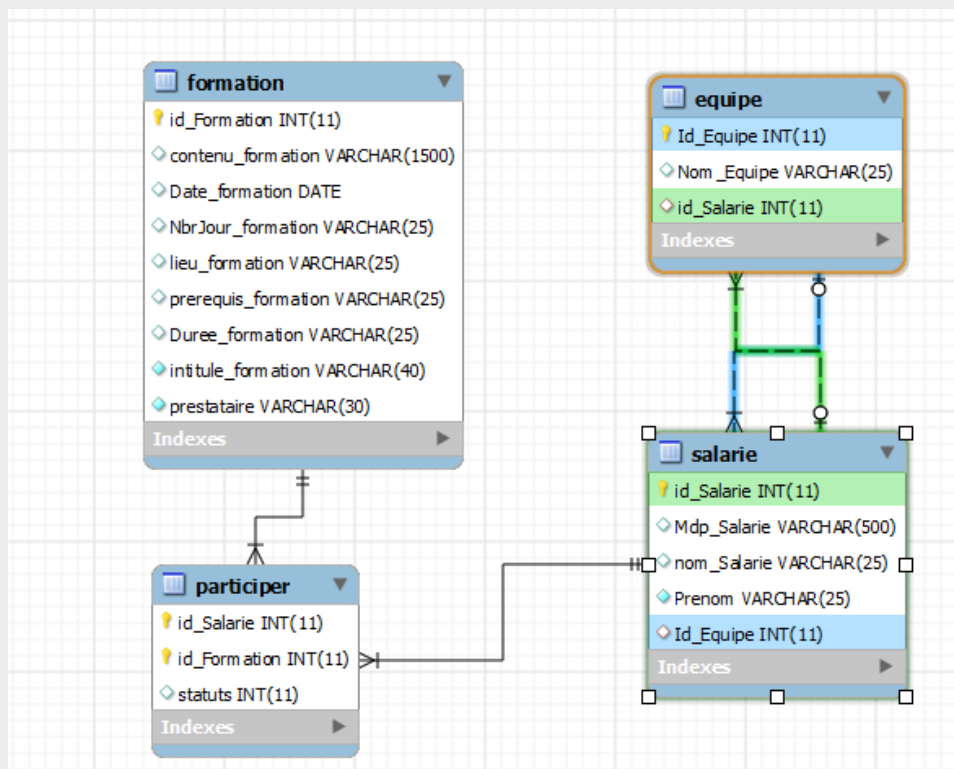 formation
id_Formation INT(11)
contenu_formation VARCHAR(1500)
Date_formation DATE
NbrJour_formation VARCHAR(25)
lieu_formation VARCHAR(25)
prerequis_formation VARCHAR(25)
Duree_formation VARCHAR(25)
intitule_formation VARCHAR(40)
prestataire VARCHAR(30)
Indexes
equipe
Id_Equipe INT(11)
Nom_Equipe VARCHAR(25)
id_Salarie INT(11)
Indexes
salarie
id_Salarie INT(11)
Mdp_Salarie VARCHAR(500)
nom_Salarie VARCHAR(25)
Prenom VARCHAR(25)
Id_Equipe INT(11)
Indexes
participer
id_Salarie INT(11)
id_Formation INT(11)
statuts INT(11)
Indexes